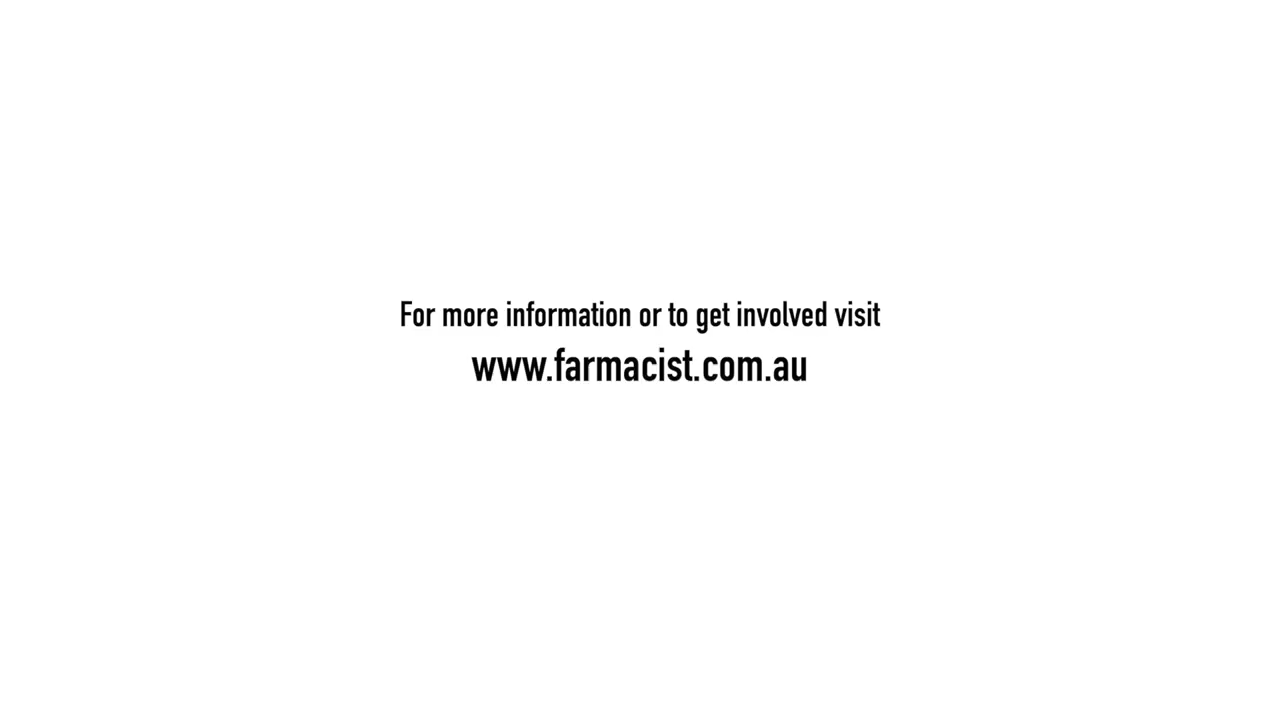 For more information or to get involved visit
www.farmacist.com.au